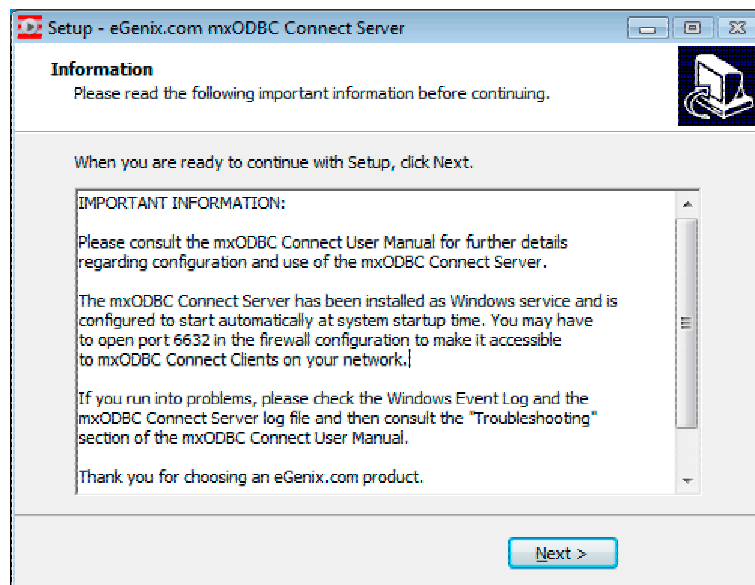 Setup - eGenix.com mxODBC Connect Server
Information
Please read the following important information before continuing.
When you are ready to continue with Setup, click Next.
IMPORTANT INFORMATION:
Please consult the mxODBC Connect User Manual for further details
regarding configuration and use of the mxODBC Connect Server.
The mxODBC Connect Server has been installed as Windows service and is
configured to start automatically at system startup time. You may have
to open port 6632 in the firewall configuration to make it accessible
to mxODBC Connect Clients on your network.
If you run into problems, please check the Windows Event Log and the
mxODBC Connect Server log file and then consult the "Troubleshooting"
section of the mxODBC Connect User Manual.
Thank you for choosing an eGenix.com product.
Next >